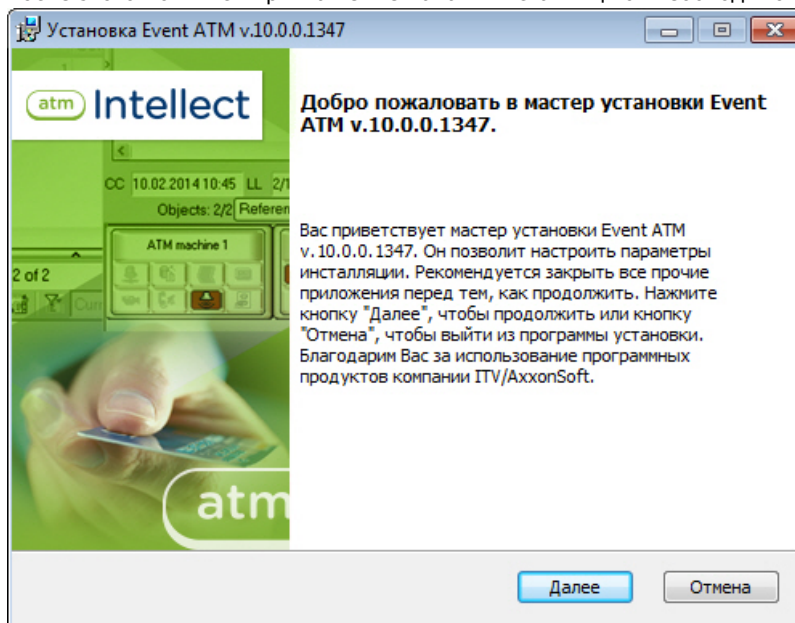 Установка Event ATM v.10.0.0.1347
atm Intellect
Добро пожаловать в мастер установки Event
ATM v.10.0.0.1347.
CC 10.02.2014 10:45 LL
Objects: 2/2
ATM machine 1
2 of 2
Вас приветствует мастер установки Event ATM
v.10.0.0.1347. Он позволит настроить параметры
инсталляции. Рекомендуется закрыть все прочие
приложения перед тем, как продолжить. Нажмите
кнопку "Далее", чтобы продолжить или кнопку
"Отмена", чтобы выйти из программы установки.
Благодарим Вас за использование программных
продуктов компании ITV/AxxonSoft.
atm
Далее
Отмена